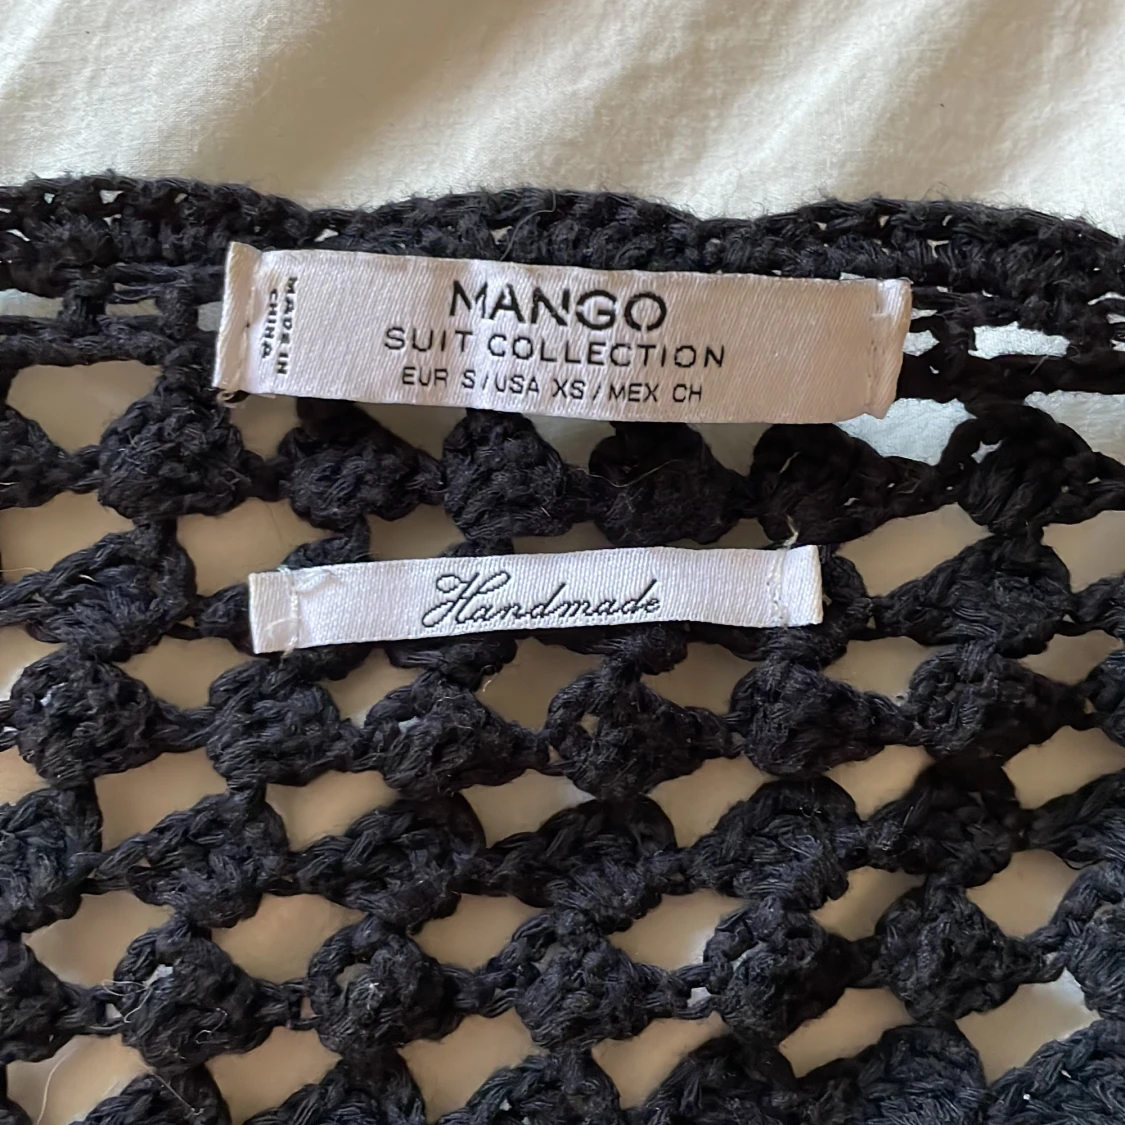 MADE IN
CHINA
MANGO
SUIT COLLECTION
EUR S / USA XS / MEX CH
Handmade